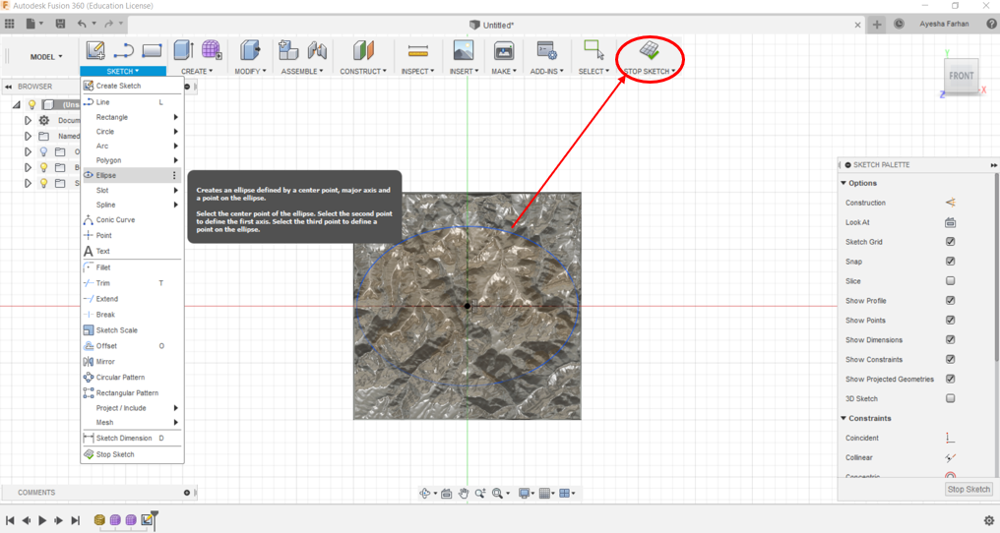 Autodesk Fusion 360 (Education License)
Untitled*
Ayesha Farhan
MODEL
SKETCH
CREATE
MODIFY
ASSEMBLE
CONSTRUCT
INSPECT
INSERT
MAKE
ADD-INS
SELECT
STOP SKETCH
FRONT
Y
X
Z
BROWSER
(Uns
Docum
Named
O
B
S
Create Sketch
Line L
Rectangle
Circle
Arc
Polygon
Ellipse
Slot
Spline
Conic Curve
Point
Text
Fillet
Trim T
Extend
Break
Sketch Scale
Offset O
Mirror
Circular Pattern
Rectangular Pattern
Project / Include
Mesh
Sketch Dimension D
Stop Sketch
Creates an ellipse defined by a center point, major axis and
a point on the ellipse.
Select the center point of the ellipse. Select the second point
to define the first axis. Select the third point to define a
point on the ellipse.
SKETCH PALETTE
Options
Construction
Look At
Sketch Grid
Snap
Slice
Show Profile
Show Points
Show Dimensions
Show Constraints
Show Projected Geometries
3D Sketch
Constraints
Coincident
Collinear
Concentric
Stop Sketch
COMMENTS